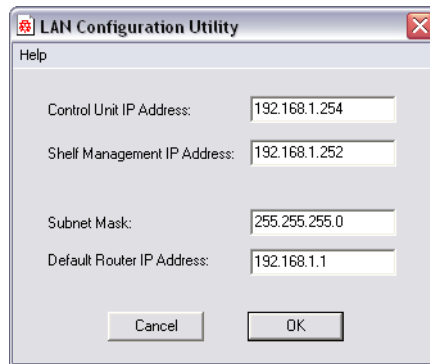 LAN Configuration Utility
Help
Control Unit IP Address: 192.168.1.254
Shelf Management IP Address: 192.168.1.252
Subnet Mask: 255.255.255.0
Default Router IP Address: 192.168.1.1
Cancel OK